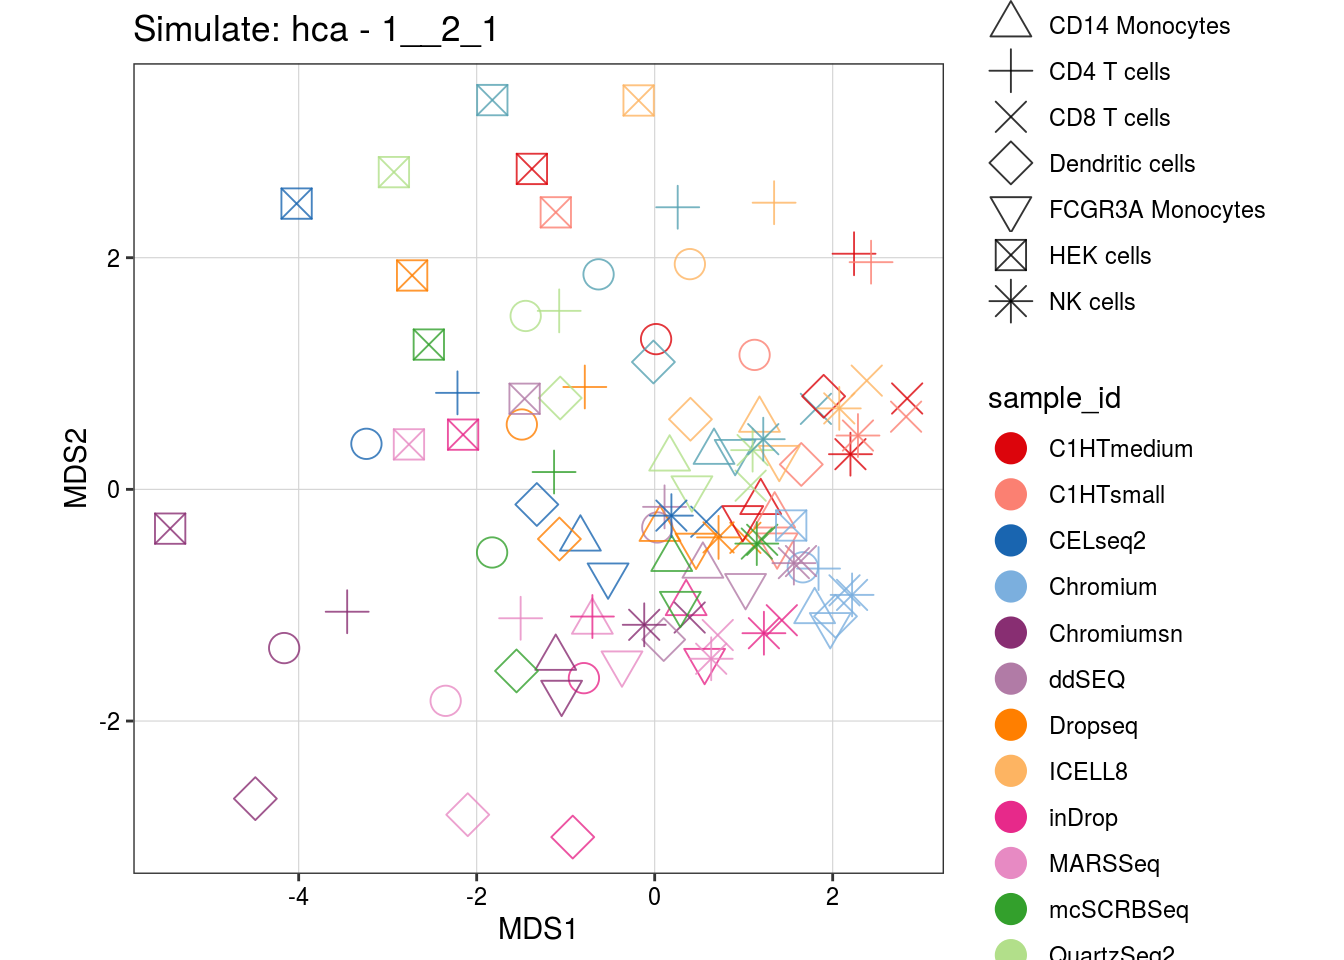 Simulate: hca - 1__2_1
CD14 Monocytes
CD4 T cells
CD8 T cells
Dendritic cells
FCGR3A Monocytes
HEK cells
NK cells
sample_id
C1HTmedium
C1HTsmall
CELseq2
Chromium
Chromiumsn
ddSEQ
Dropseq
ICELL8
inDrop
MARSSeq
mcSCRBSeq
QuartzSeq2
MDS2
2
0
-2
-4
-2
0
2
MDS1